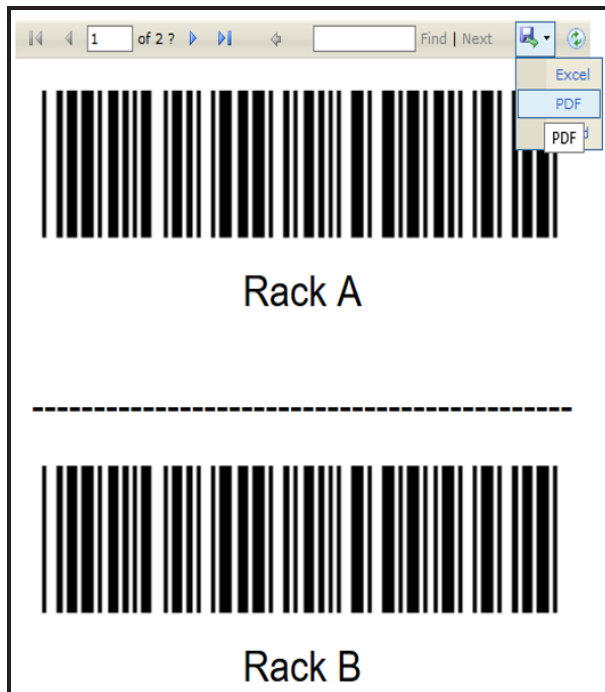 1 of 2 ? Find | Next
Excel
PDF
PDF
Rack A
Rack B